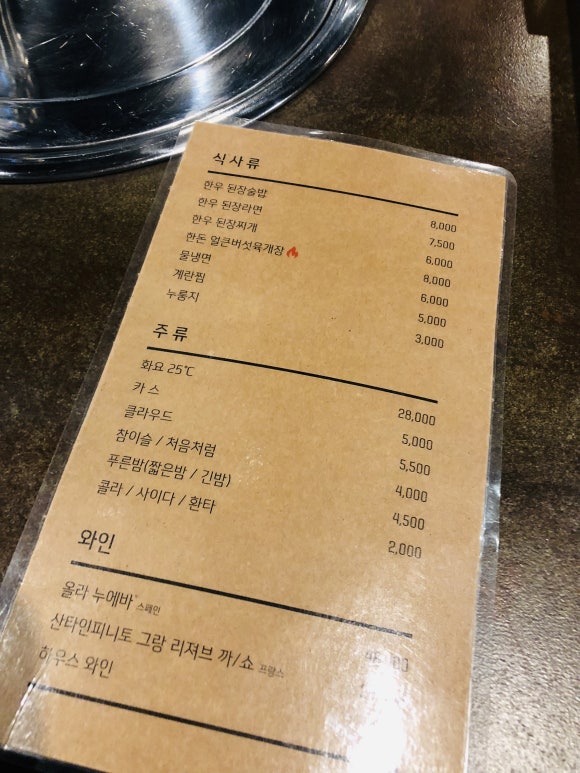 식사류
한우 된장술밥 8,000
한우 된장라면 7,500
한우 된장찌개 6,000
한돈 얼큰버섯육개장 8,000
물냉면 6,000
계란찜 5,000
누룽지 3,000
주류
화요 25℃ 28,000
카스 5,000
클라우드 5,500
참이슬 / 처음처럼 4,000
푸른밤(짧은밤 / 긴밤) 4,500
콜라 / 사이다 / 환타 2,000
와인
올라 누에바 스페인
산타인피니토 그랑 리져브 까/쇼 프랑스
하우스 와인